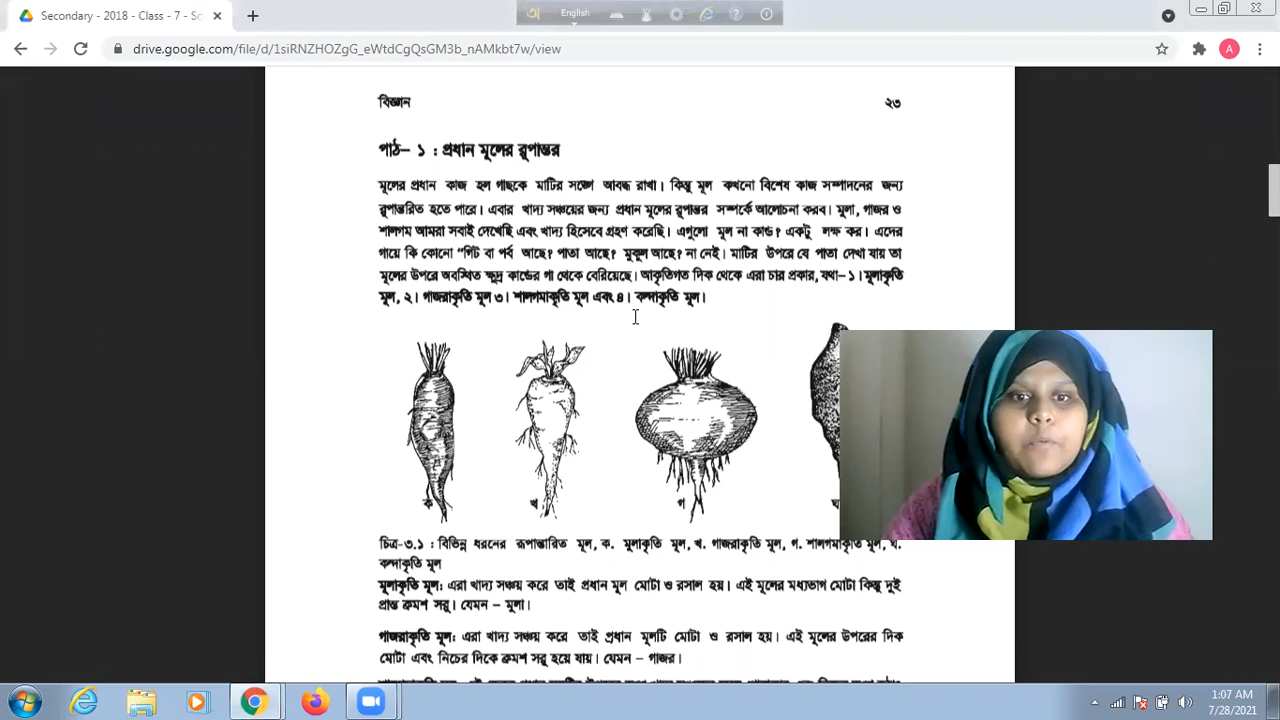 Secondary - 2018 - Class - 7 - Sc
English
drive.google.com/file/d/1siRNZHOZgG_eWtdCgQsGM3b_nAMkbt7w/view
A
বিজ্ঞান ২৩
পাঠ– ১ : প্রধান মূলের রূপান্তর
মূলের প্রধান কাজ হল গাছকে মাটির সঙ্গে আবদ্ধ রাখা। কিন্তু মূল কখনো বিশেষ কাজ সম্পাদনের জন্য
রূপান্তরিত হতে পারে। এবার খাদ্য সঞ্চয়ের জন্য প্রধান মূলের রূপান্তর সম্পর্কে আলোচনা করব। মুলা, গাজর ও
শালগম আমরা সবাই দেখেছি এবং খাদ্য হিসেবে গ্রহণ করেছি। এগুলো মূল না কাণ্ড? একটু লক্ষ কর। এদের
গায়ে কি কোনো “গিট বা পর্ব আছে? পাতা আছে? মুকুল আছে? না নেই। মাটির উপরে যে পাতা দেখা যায় তা
মূলের উপরে অবস্থিত ক্ষুদ্র কাণ্ডের গা থেকে বেরিয়েছে। আকৃতিগত দিক থেকে এরা চার প্রকার, যথা– ১। মূলাকৃতি
মূল, ২। গাজরাকৃতি মূল ৩। শালগমাকৃতি মূল এবং ৪। কন্দাকৃতি মূল।
ক খ গ ঘ
চিত্র-৩.১ : বিভিন্ন ধরনের রূপান্তরিত মূল, ক. মূলাকৃতি মূল, খ. গাজরাকৃতি মূল, গ. শালগমাকৃতি মূল, ঘ.
কন্দাকৃতি মূল
মূলাকৃতি মূল: এরা খাদ্য সঞ্চয় করে তাই প্রধান মূল মোটা ও রসাল হয়। এই মূলের মধ্যভাগ মোটা কিন্তু দুই
প্রান্ত ক্রমশ সরু। যেমন – মুলা।
গাজরাকৃতি মূল: এরা খাদ্য সঞ্চয় করে তাই প্রধান মূলটি মোটা ও রসাল হয়। এই মূলের উপরের দিক
মোটা এবং নিচের দিকে ক্রমশ সরু হয়ে যায়। যেমন – গাজর।
1:07 AM
7/28/2021